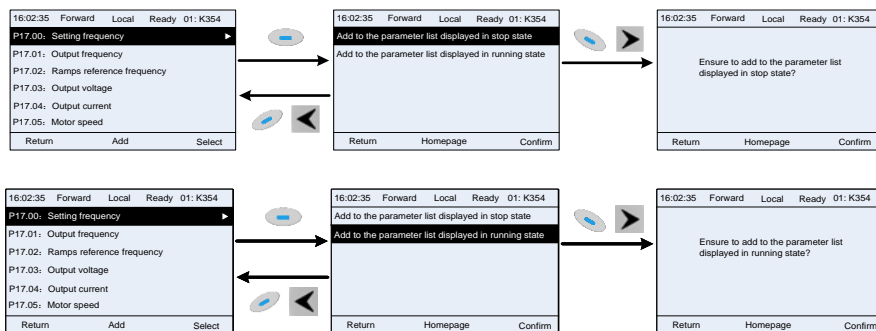 16:02:35 Forward Local Ready 01: K354
P17.00: Setting frequency
P17.01: Output frequency
P17.02: Ramps reference frequency
P17.03: Output voltage
P17.04: Output current
P17.05: Motor speed
Return Add Select
16:02:35 Forward Local Ready 01: K354
Add to the parameter list displayed in stop state
Add to the parameter list displayed in running state
Return Homepage Confirm
16:02:35 Forward Local Ready 01: K354
Ensure to add to the parameter list
displayed in stop state?
Return Homepage Confirm
16:02:35 Forward Local Ready 01: K354
P17.00: Setting frequency
P17.01: Output frequency
P17.02: Ramps reference frequency
P17.03: Output voltage
P17.04: Output current
P17.05: Motor speed
Return Add Select
16:02:35 Forward Local Ready 01: K354
Add to the parameter list displayed in stop state
Add to the parameter list displayed in running state
Return Homepage Confirm
16:02:35 Forward Local Ready 01: K354
Ensure to add to the parameter list
displayed in running state?
Return Homepage Confirm